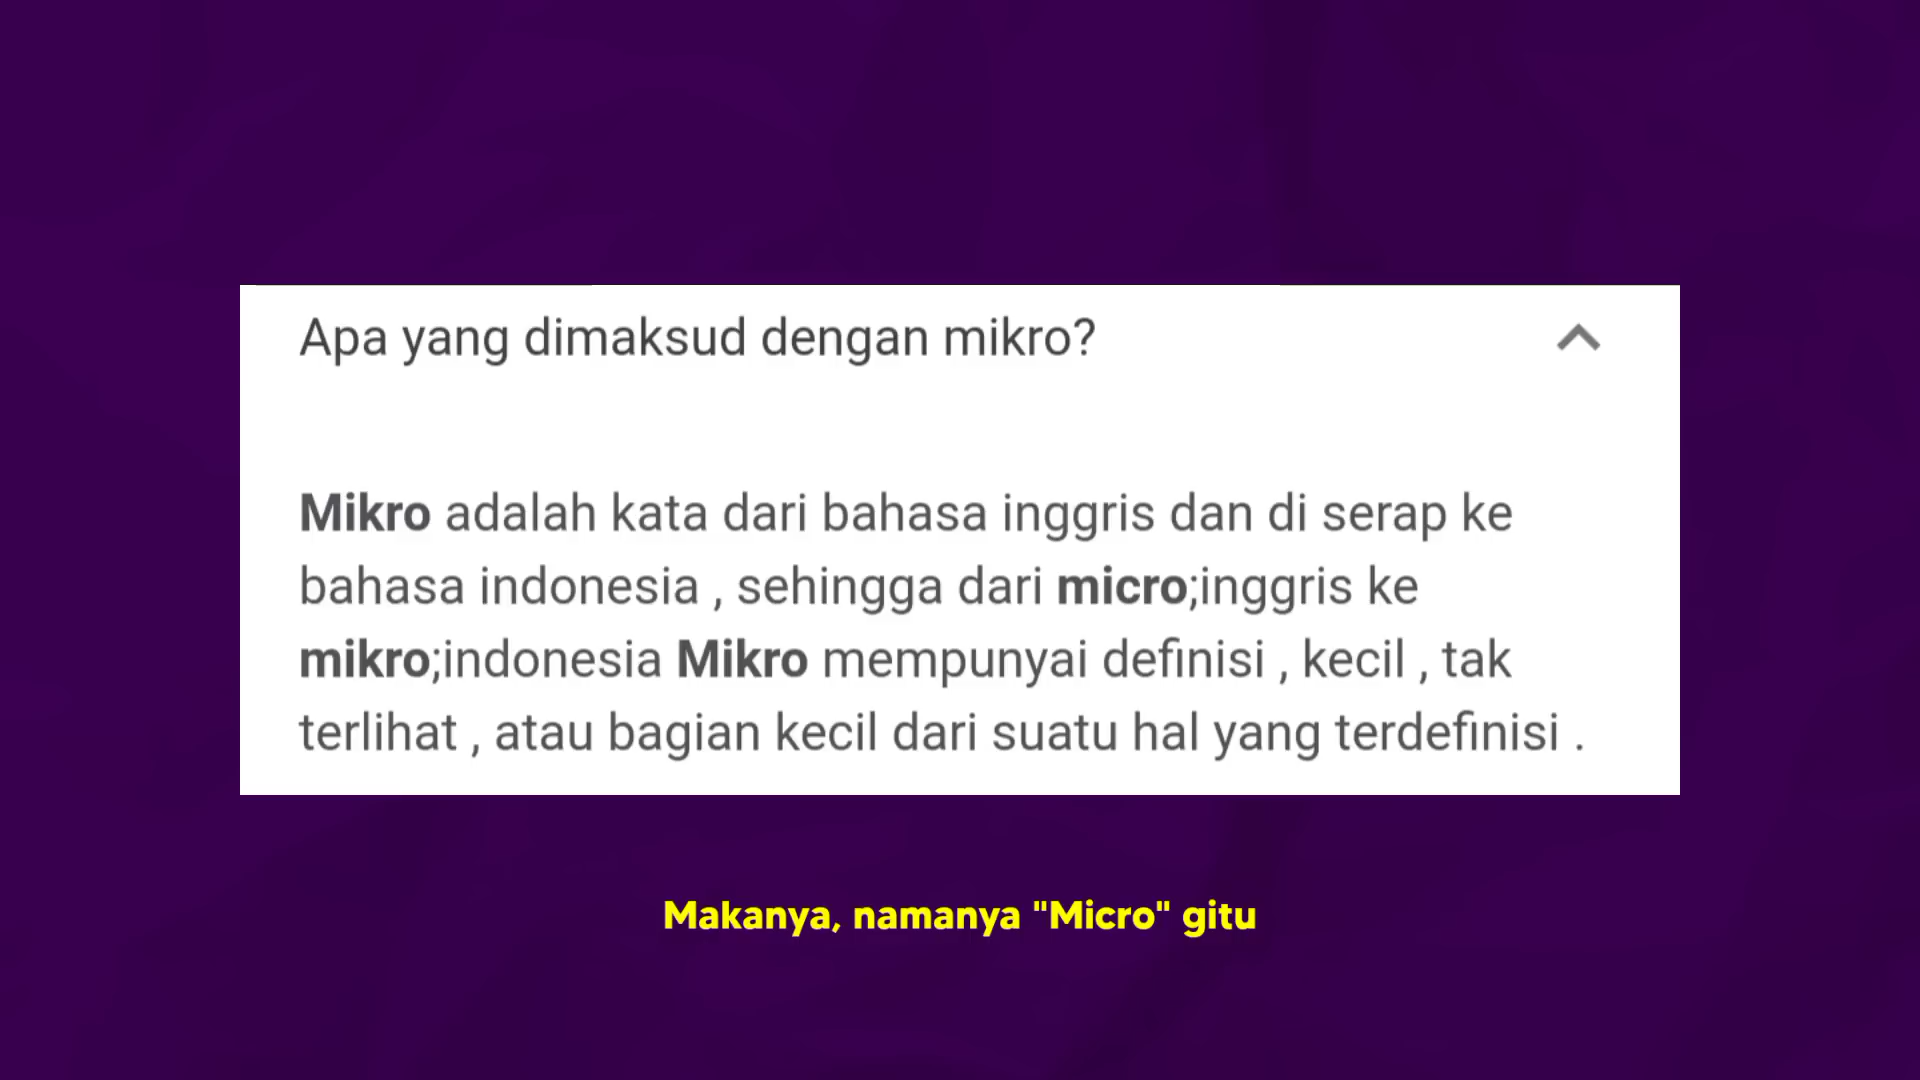 Apa yang dimaksud dengan mikro?
Mikro adalah kata dari bahasa inggris dan di serap ke
bahasa indonesia , sehingga dari micro;inggris ke
mikro;indonesia Mikro mempunyai definisi , kecil , tak
terlihat , atau bagian kecil dari suatu hal yang terdefinisi .
Makanya, namanya "Micro" gitu